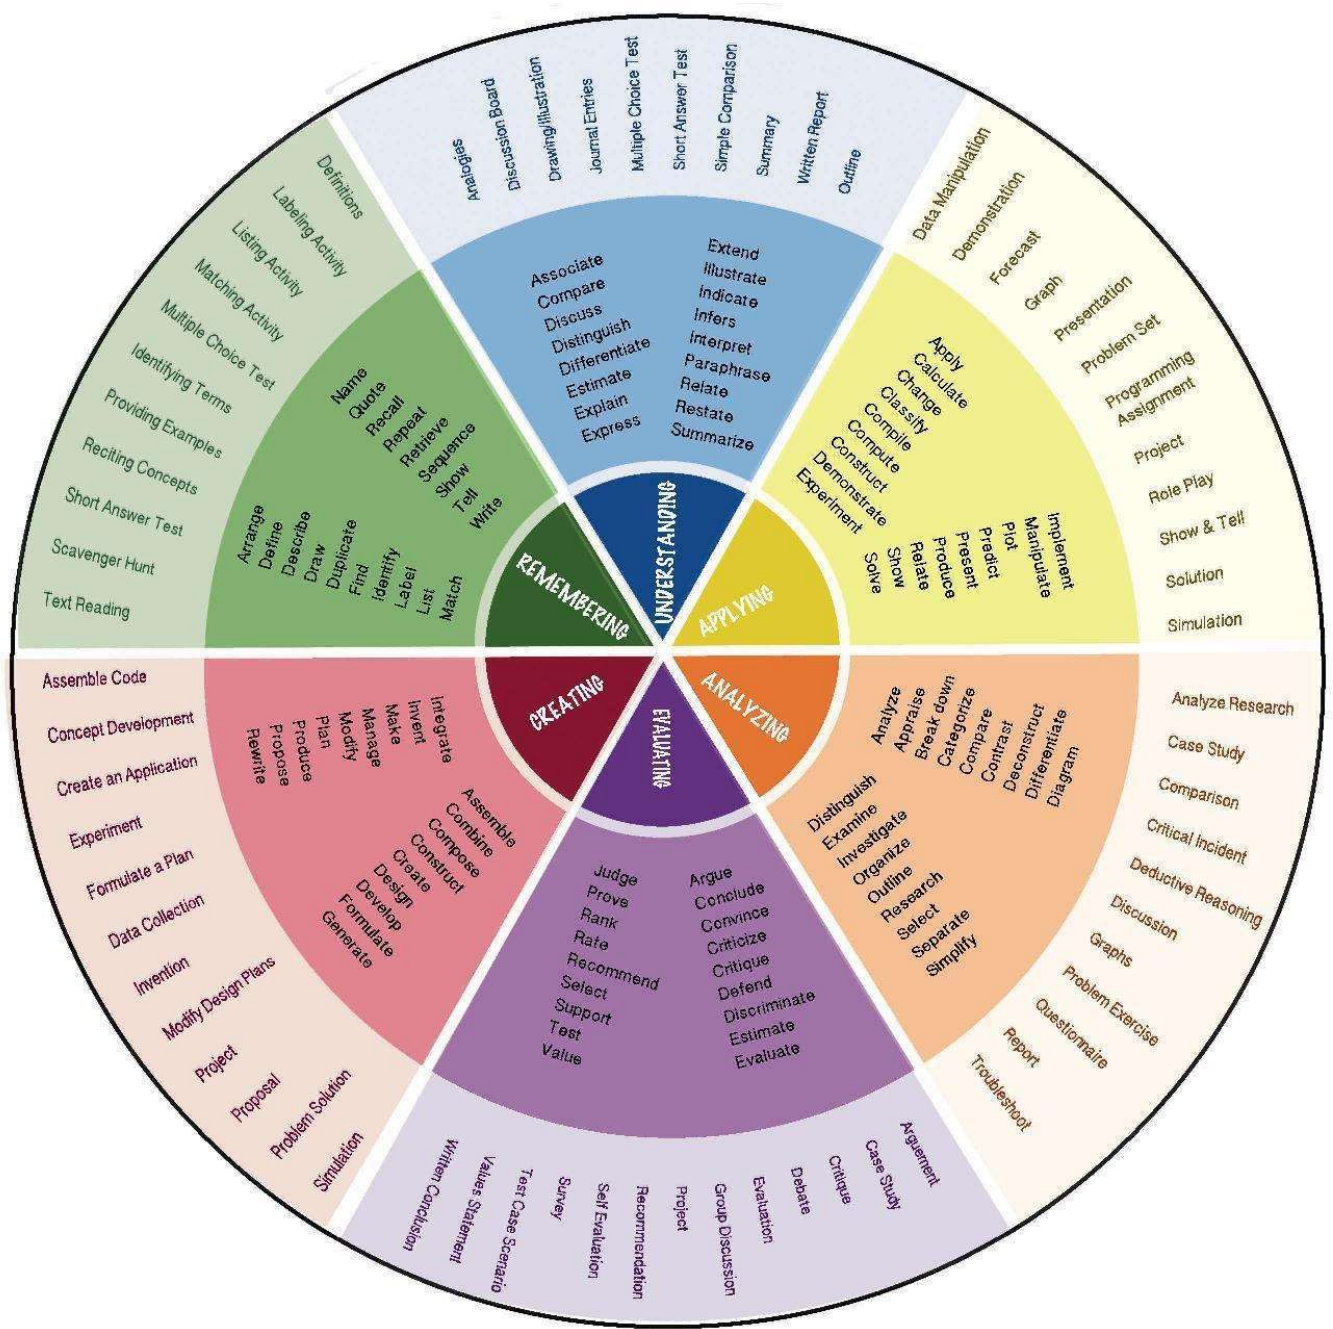 REMEMBERING
Name
Quote
Recall
Repeat
Retrieve
Sequence
Show
Tell
Write
Arrange
Define
Describe
Draw
Duplicate
Find
Identify
Label
List
Match
Definitions
Labeling Activity
Listing Activity
Matching Activity
Multiple Choice Test
Identifying Terms
Providing Examples
Reciting Concepts
Short Answer Test
Scavenger Hunt
Text Reading
UNDERSTANDING
Associate
Compare
Discuss
Distinguish
Differentiate
Estimate
Explain
Express
Extend
Illustrate
Indicate
Infers
Interpret
Paraphrase
Relate
Restate
Summarize
Analogies
Discussion Board
Drawing/Illustration
Journal Entries
Multiple Choice Test
Short Answer Test
Simple Comparison
Summary
Written Report
Outline
APPLYING
Apply
Calculate
Change
Classify
Compile
Compute
Construct
Demonstrate
Experiment
Implement
Manipulate
Plot
Predict
Present
Produce
Relate
Show
Solve
Data Manipulation
Demonstration
Forecast
Graph
Presentation
Problem Set
Programming
Assignment
Project
Role Play
Show & Tell
Solution
Simulation
ANALYZING
Analyze
Appraise
Break down
Categorize
Compare
Contrast
Deconstruct
Differentiate
Diagram
Distinguish
Examine
Investigate
Organize
Outline
Research
Select
Separate
Simplify
Analyze Research
Case Study
Comparison
Critical Incident
Deductive Reasoning
Discussion
Graphs
Problem Exercise
Questionnaire
Report
Troubleshoot
EVALUATING
Judge
Prove
Rank
Rate
Recommend
Select
Support
Test
Value
Argue
Conclude
Convince
Criticize
Critique
Defend
Discriminate
Estimate
Evaluate
Arguement
Case Study
Critique
Debate
Evaluation
Group Discussion
Project
Recommendation
Self Evaluation
Survey
Test Case Scenario
Values Statement
Written Conclusion
CREATING
Integrate
Invent
Make
Manage
Modify
Plan
Produce
Propose
Rewrite
Assemble
Combine
Compose
Construct
Create
Design
Develop
Formulate
Generate
Assemble Code
Concept Development
Create an Application
Experiment
Formulate a Plan
Data Collection
Invention
Modify Design Plans
Project
Proposal
Problem Solution
Simulation